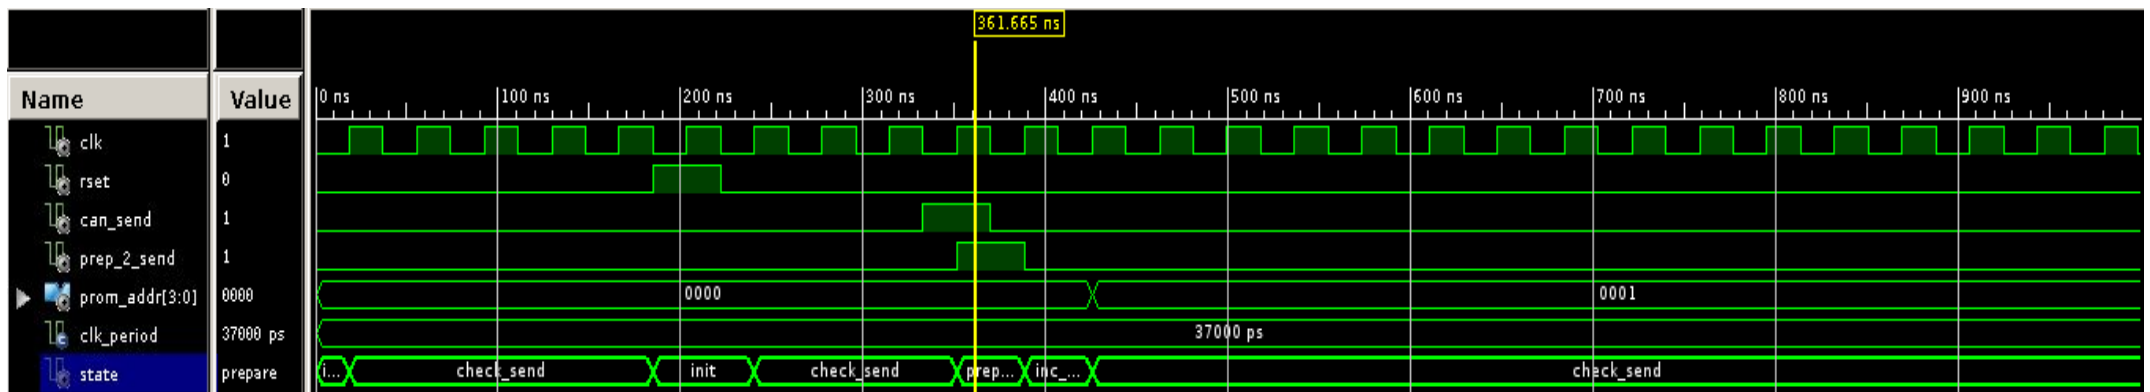 361.665 ns
Name Value 0 ns 100 ns 200 ns 300 ns 400 ns 500 ns 600 ns 700 ns 800 ns 900 ns
clk 1
rset 0
can_send 1
prep_2_send 1
prom_addr[3:0] 0000 0000 0001
clk_period 37000 ps 37000 ps
state prepare i... check_send init check_send prep... inc_... check_send